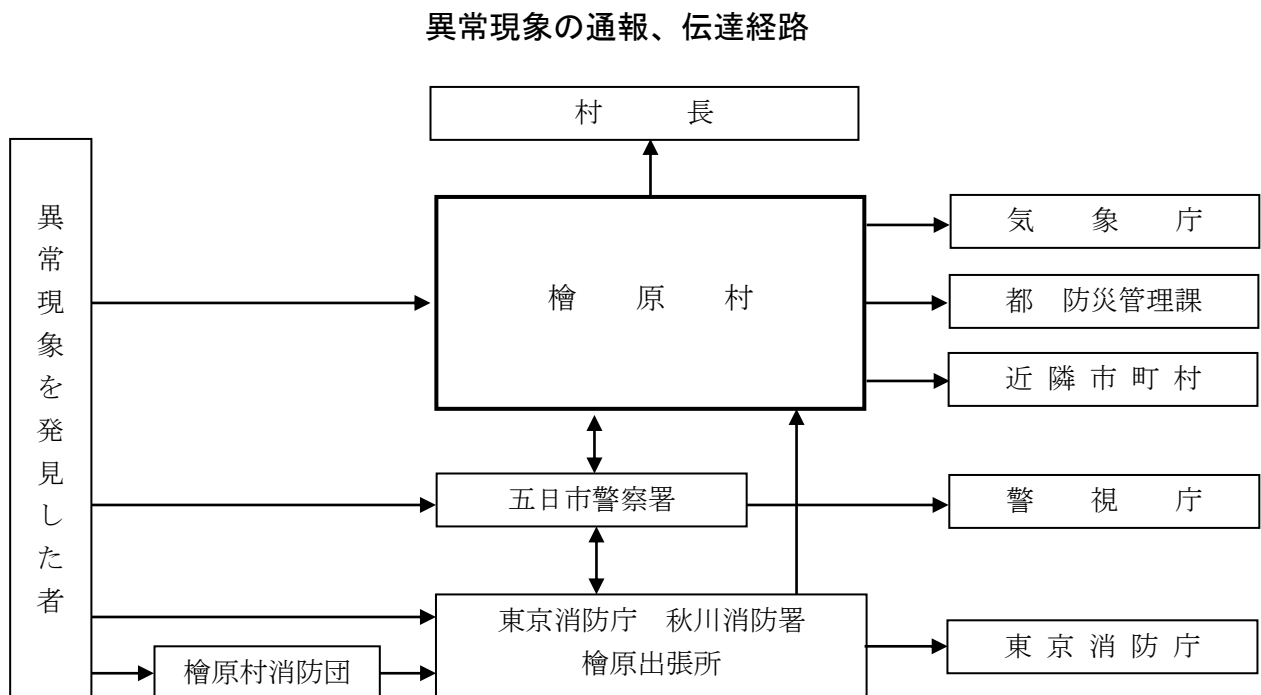 異常現象の通報、伝達経路
村長
異常現象を発見した者
檜原村
気象庁
都 防災管理課
近隣市町村
五日市警察署
警視庁
東京消防庁 秋川消防署
檜原出張所
東京消防庁
檜原村消防団